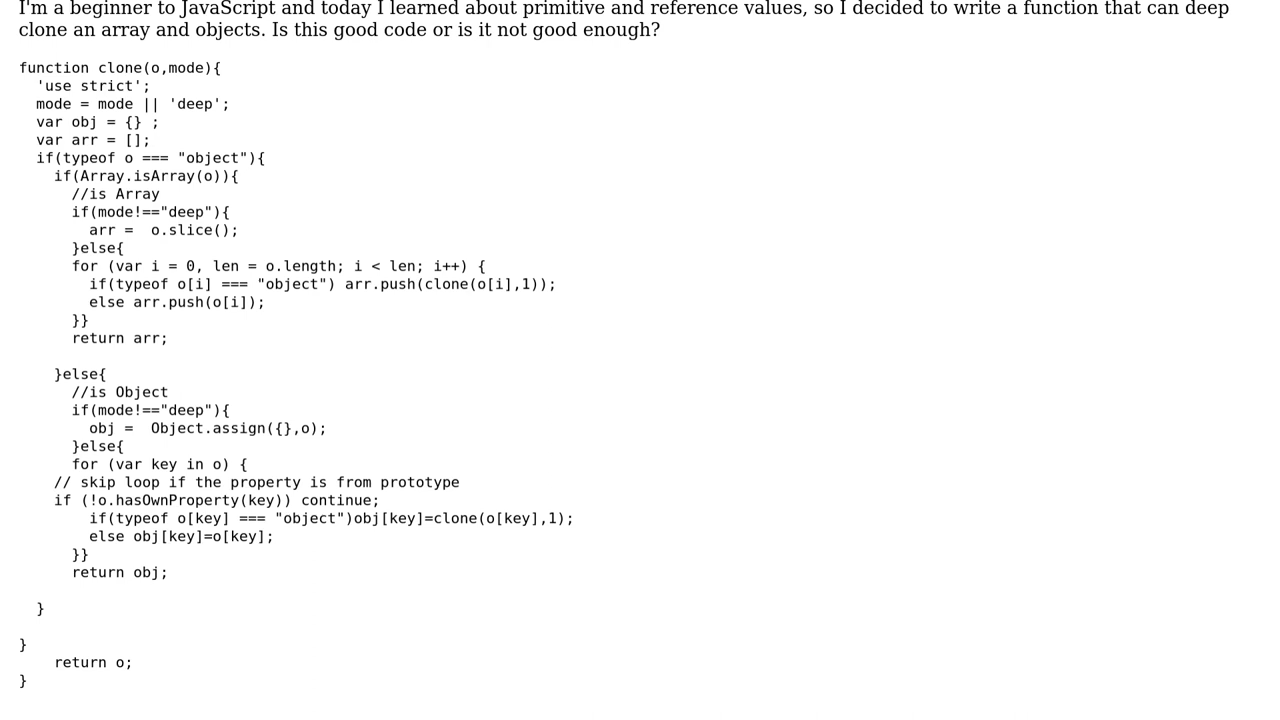 I'm a beginner to JavaScript and today I learned about primitive and reference values, so I decided to write a function that can deep
clone an array and objects. Is this good code or is it not good enough?
function clone(o,mode){
  'use strict';
  mode = mode || 'deep';
  var obj = {} ;
  var arr = [];
  if(typeof o === "object"){
    if(Array.isArray(o)){
      //is Array
      if(mode!=="deep"){
        arr =  o.slice();
      }else{
      for (var i = 0, len = o.length; i < len; i++) {
        if(typeof o[i] === "object") arr.push(clone(o[i],1));
        else arr.push(o[i]);
      }}
      return arr;
    }else{
      //is Object
      if(mode!=="deep"){
        obj =  Object.assign({},o);
      }else{
      for (var key in o) {
    // skip loop if the property is from prototype
    if (!o.hasOwnProperty(key)) continue;
        if(typeof o[key] === "object")obj[key]=clone(o[key],1);
        else obj[key]=o[key];
      }}
      return obj;
  }
}
    return o;
}